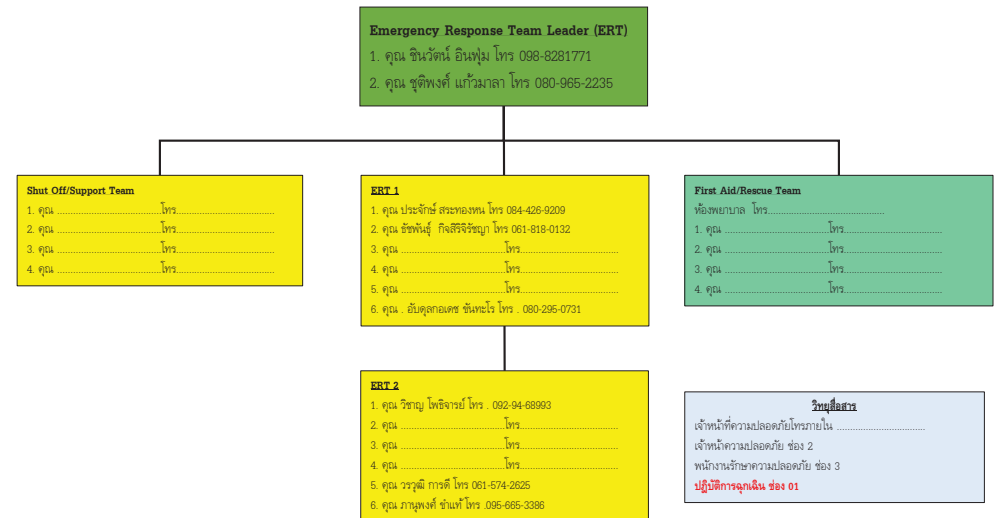 Emergency Response Team Leader (ERT)
1. คุณ ชินวัตน์ อินฟุ่ม โทร 098-8281771
2. คุณ ชุติพงศ์ แก้วมาลา โทร 080-965-2235
Shut Off/Support Team
1. คุณ ................................โทร..............................
2. คุณ ................................โทร..............................
3. คุณ ................................โทร..............................
4. คุณ ................................โทร..............................
ERT 1
1. คุณ ประจักษ์ สระทองหน โทร 084-426-9209
2. คุณ ธัชพันธุ์ กิจสิริจิรัชญา โทร 061-818-0132
3. คุณ ................................โทร..............................
4. คุณ ................................โทร..............................
5. คุณ ................................โทร..............................
6. คุณ . อับดุลกอเดช ขันทะโร โทร . 080-295-0731
First Aid/Rescue Team
ห้องพยาบาล โทร...................................
1. คุณ ................................โทร..............................
2. คุณ ................................โทร..............................
3. คุณ ................................โทร..............................
4. คุณ ................................โทร..............................
ERT 2
1. คุณ วิชาญ โพธิจารย์ โทร . 092-94-68993
2. คุณ ................................โทร..............................
3. คุณ ................................โทร..............................
4. คุณ ................................โทร..............................
5. คุณ วรวุฒิ การดี โทร 061-574-2625
6. คุณ ภานุพงศ์ ชำแท้ โทร .095-665-3386
วิทยุสื่อสาร
เจ้าหน้าที่ความปลอดภัยโทรภายใน ...........................
เจ้าหน้าความปลอดภัย ช่อง 2
พนักงานรักษาความปลอดภัย ช่อง 3
ปฏิบัติการฉุกเฉิน ช่อง 01